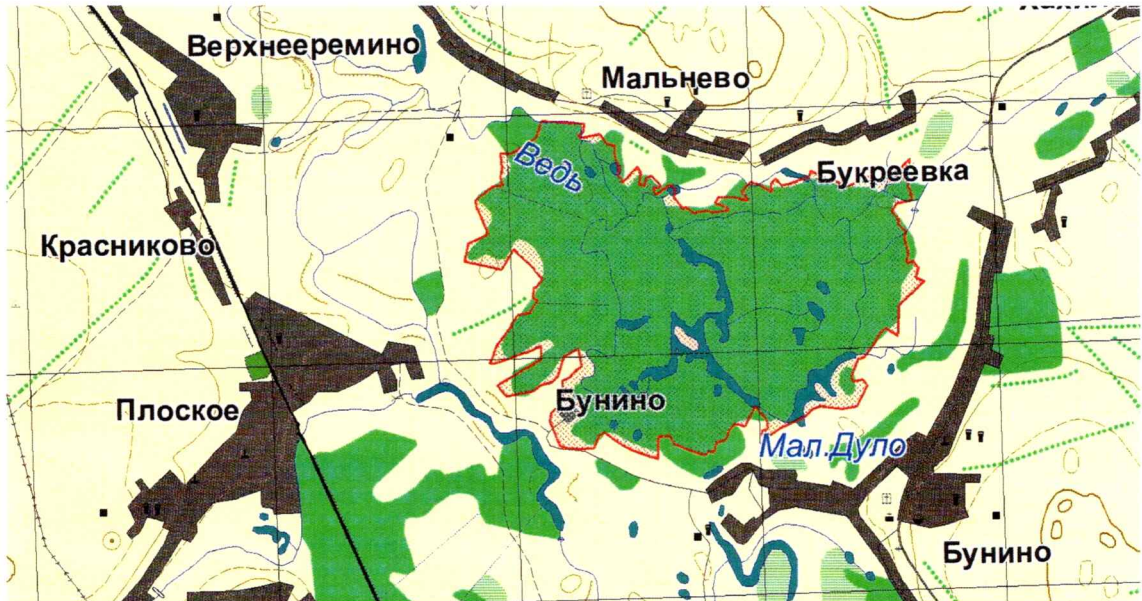 Верхнееремино
Мальнево
Ведь
Букреевка
Красниково
Бунино
Плоское
Мал.Дуло
Бунино